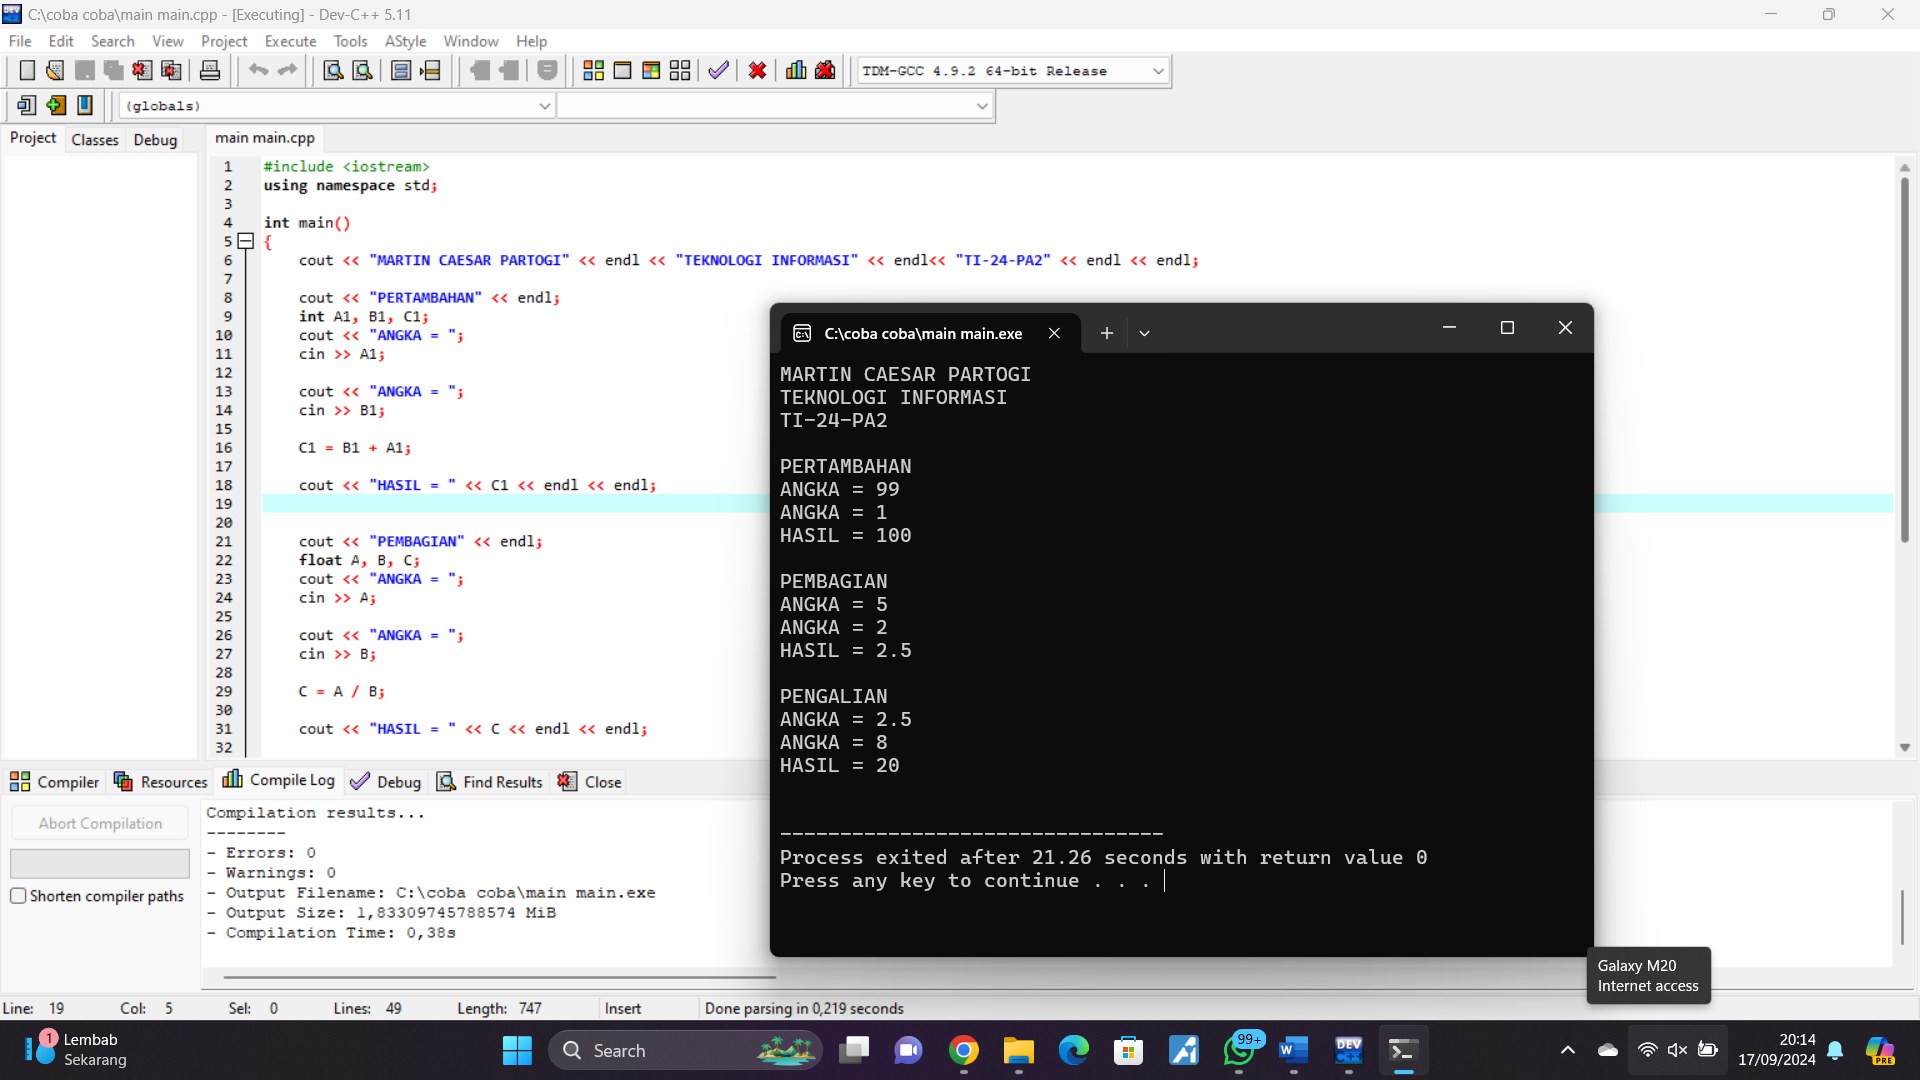 C:\coba coba\main main.cpp - [Executing] - Dev-C++ 5.11
File Edit Search View Project Execute Tools AStyle Window Help
TDM-GCC 4.9.2 64-bit Release
(globals)
Project Classes Debug
main main.cpp
1 #include <iostream>
2 using namespace std;
3
4 int main()
5 {
6 cout << "MARTIN CAESAR PARTOGI" << endl << "TEKNOLOGI INFORMASI" << endl<< "TI-24-PA2" << endl << endl;
7
8 cout << "PERTAMBAHAN" << endl;
9 int A1, B1, C1;
10 cout << "ANGKA = ";
11 cin >> A1;
12
13 cout << "ANGKA = ";
14 cin >> B1;
15
16 C1 = B1 + A1;
17
18 cout << "HASIL = " << C1 << endl << endl;
19
20
21 cout << "PEMBAGIAN" << endl;
22 float A, B, C;
23 cout << "ANGKA = ";
24 cin >> A;
25
26 cout << "ANGKA = ";
27 cin >> B;
28
29 C = A / B;
30
31 cout << "HASIL = " << C << endl << endl;
32
C:\coba coba\main main.exe
MARTIN CAESAR PARTOGI
TEKNOLOGI INFORMASI
TI-24-PA2
PERTAMBAHAN
ANGKA = 99
ANGKA = 1
HASIL = 100
PEMBAGIAN
ANGKA = 5
ANGKA = 2
HASIL = 2.5
PENGALIAN
ANGKA = 2.5
ANGKA = 8
HASIL = 20
--------------------------------
Process exited after 21.26 seconds with return value 0
Press any key to continue . . .
Compiler Resources Compile Log Debug Find Results Close
Abort Compilation
Shorten compiler paths
Compilation results...
--------
- Errors: 0
- Warnings: 0
- Output Filename: C:\coba coba\main main.exe
- Output Size: 1,83309745788574 MiB
- Compilation Time: 0,38s
Galaxy M20
Internet access
Line: 19 Col: 5 Sel: 0 Lines: 49 Length: 747 Insert Done parsing in 0,219 seconds
1
Lembab
Sekarang
Search
99+
W
DEV
C++
20:14
17/09/2024
PRE